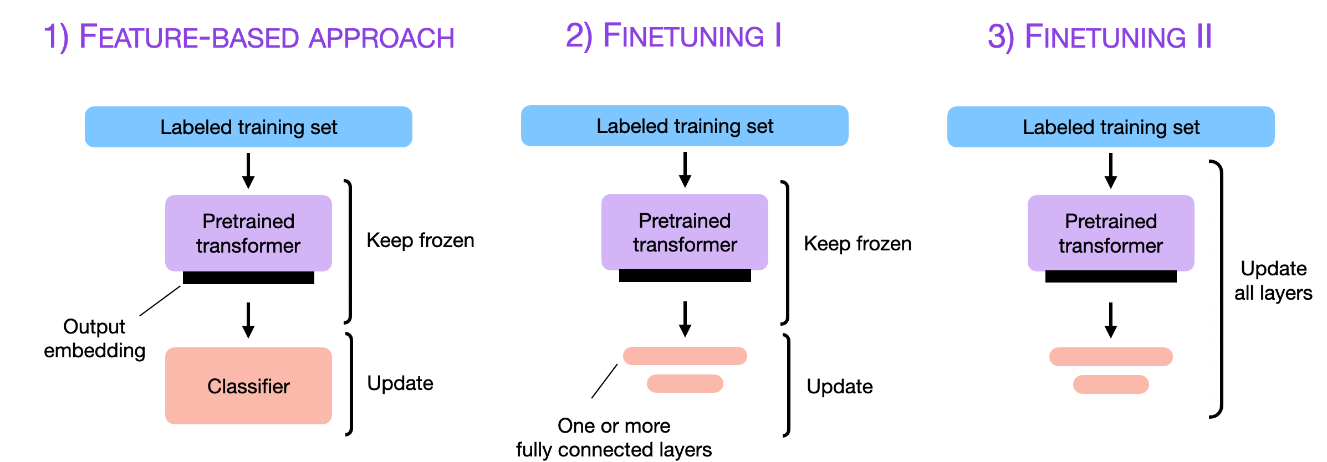 1) FEATURE-BASED APPROACH
Labeled training set
Pretrained
transformer
Keep frozen
Output
embedding
Classifier
Update
2) FINETUNING I
Labeled training set
Pretrained
transformer
Keep frozen
Update
One or more
fully connected layers
3) FINETUNING II
Labeled training set
Pretrained
transformer
Update
all layers